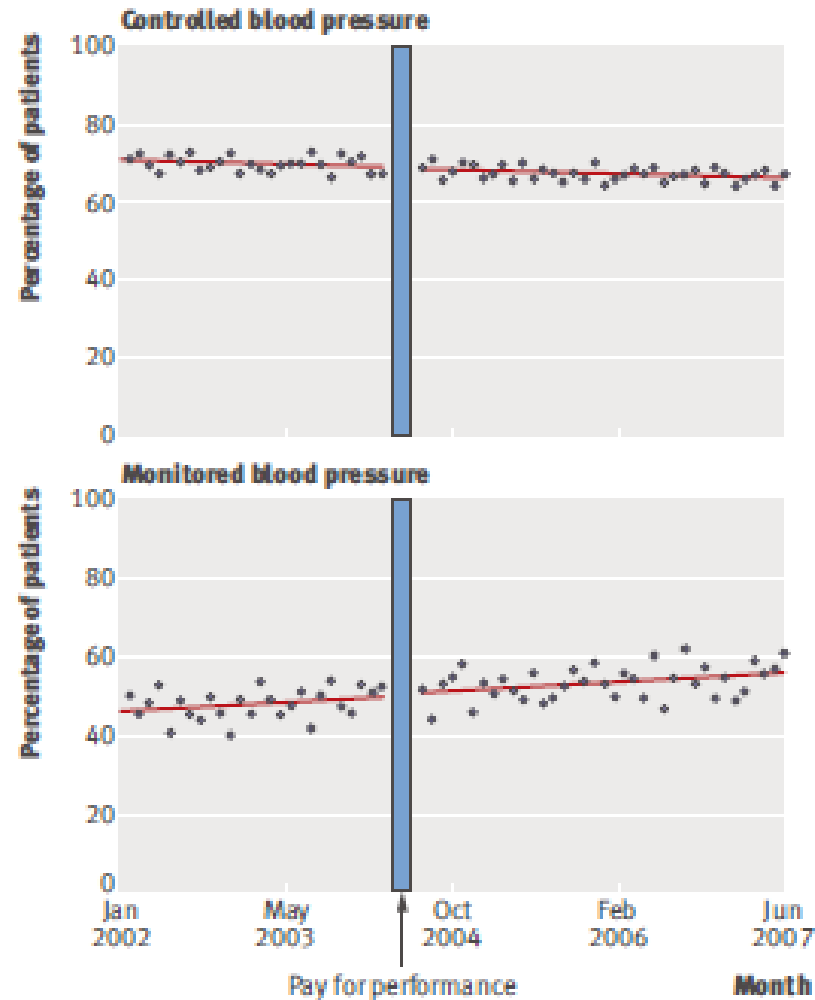 Controlled blood pressure
Percentage of patients
100
80
60
40
20
0
Monitored blood pressure
Percentage of patients
100
80
60
40
20
0
Jan 2002
May 2003
Oct 2004
Feb 2006
Jun 2007
Pay for performance
Month